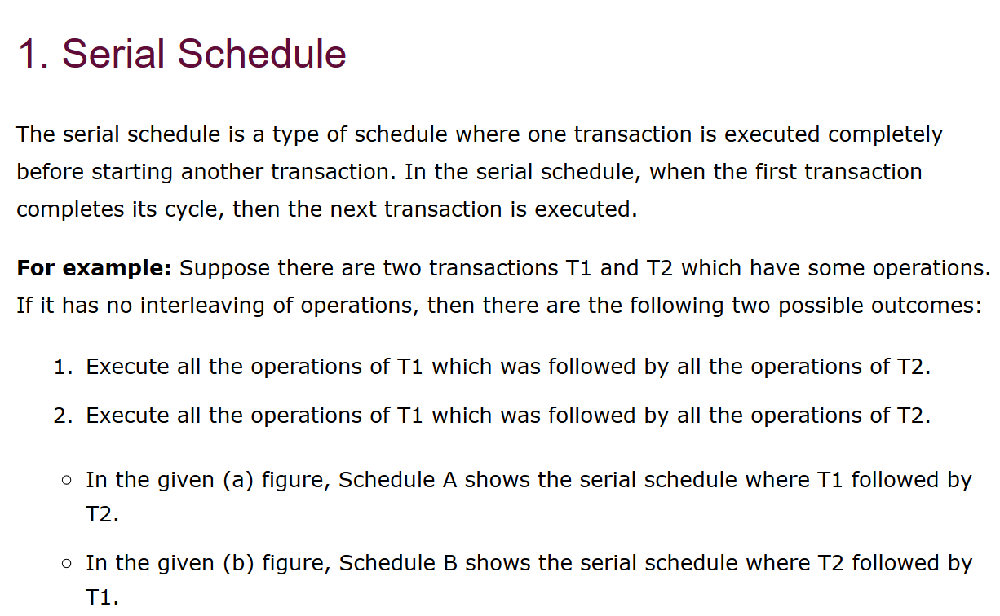 1. Serial Schedule
The serial schedule is a type of schedule where one transaction is executed completely
before starting another transaction. In the serial schedule, when the first transaction
completes its cycle, then the next transaction is executed.
For example: Suppose there are two transactions T1 and T2 which have some operations.
If it has no interleaving of operations, then there are the following two possible outcomes:
1. Execute all the operations of T1 which was followed by all the operations of T2.
2. Execute all the operations of T1 which was followed by all the operations of T2.
○ In the given (a) figure, Schedule A shows the serial schedule where T1 followed by
T2.
○ In the given (b) figure, Schedule B shows the serial schedule where T2 followed by
T1.